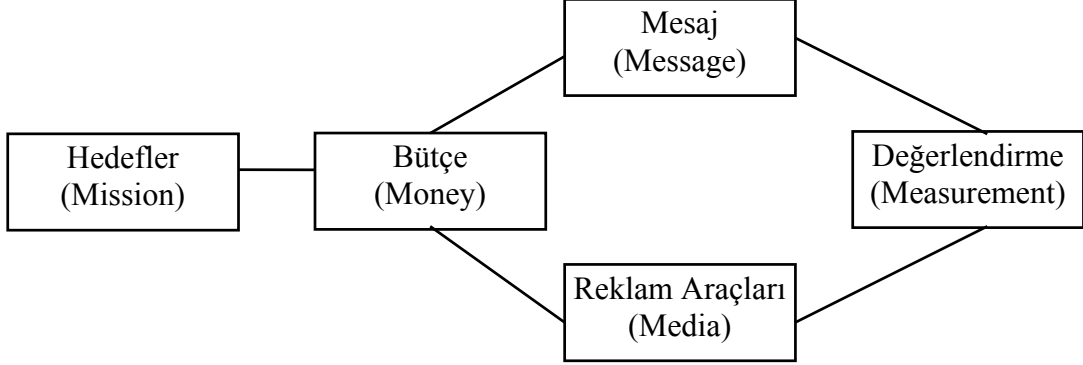 Hedefler
(Mission)
Bütçe
(Money)
Mesaj
(Message)
Reklam Araçları
(Media)
Değerlendirme
(Measurement)